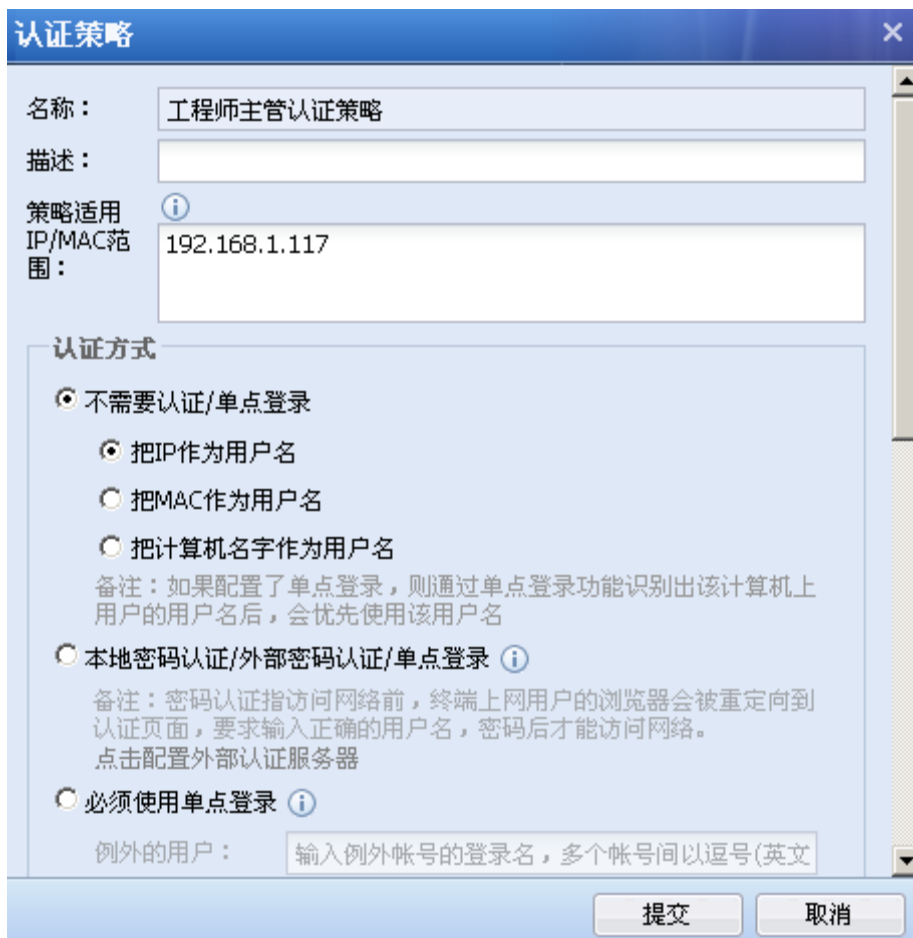 认证策略
名称：
工程师主管认证策略
描述：
策略适用
IP/MAC范
围：
192.168.1.117
认证方式
不需要认证/单点登录
把IP作为用户名
把MAC作为用户名
把计算机名字作为用户名
备注：如果配置了单点登录，则通过单点登录功能识别出该计算机上
用户的用户名后，会优先使用该用户名
本地密码认证/外部密码认证/单点登录
备注：密码认证指访问网络前，终端上网用户的浏览器会被重定向到
认证页面，要求输入正确的用户名，密码后才能访问网络。
点击配置外部认证服务器
必须使用单点登录
例外的用户：
输入例外帐号的登录名，多个帐号间以逗号(英文
提交
取消